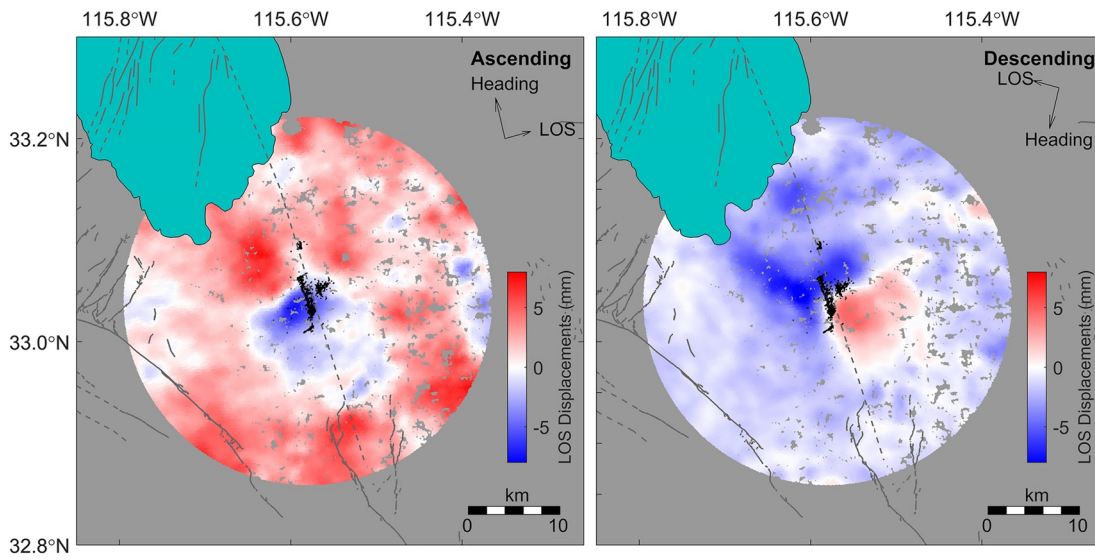 115.8°W 115.6°W 115.4°W
115.8°W 115.6°W 115.4°W
33.2°N
33.0°N
32.8°N
Ascending
Heading
LOS
5
0
-5
LOS Displacements (mm)
km
0 10
Descending
LOS
Heading
5
0
-5
LOS Displacements (mm)
km
0 10